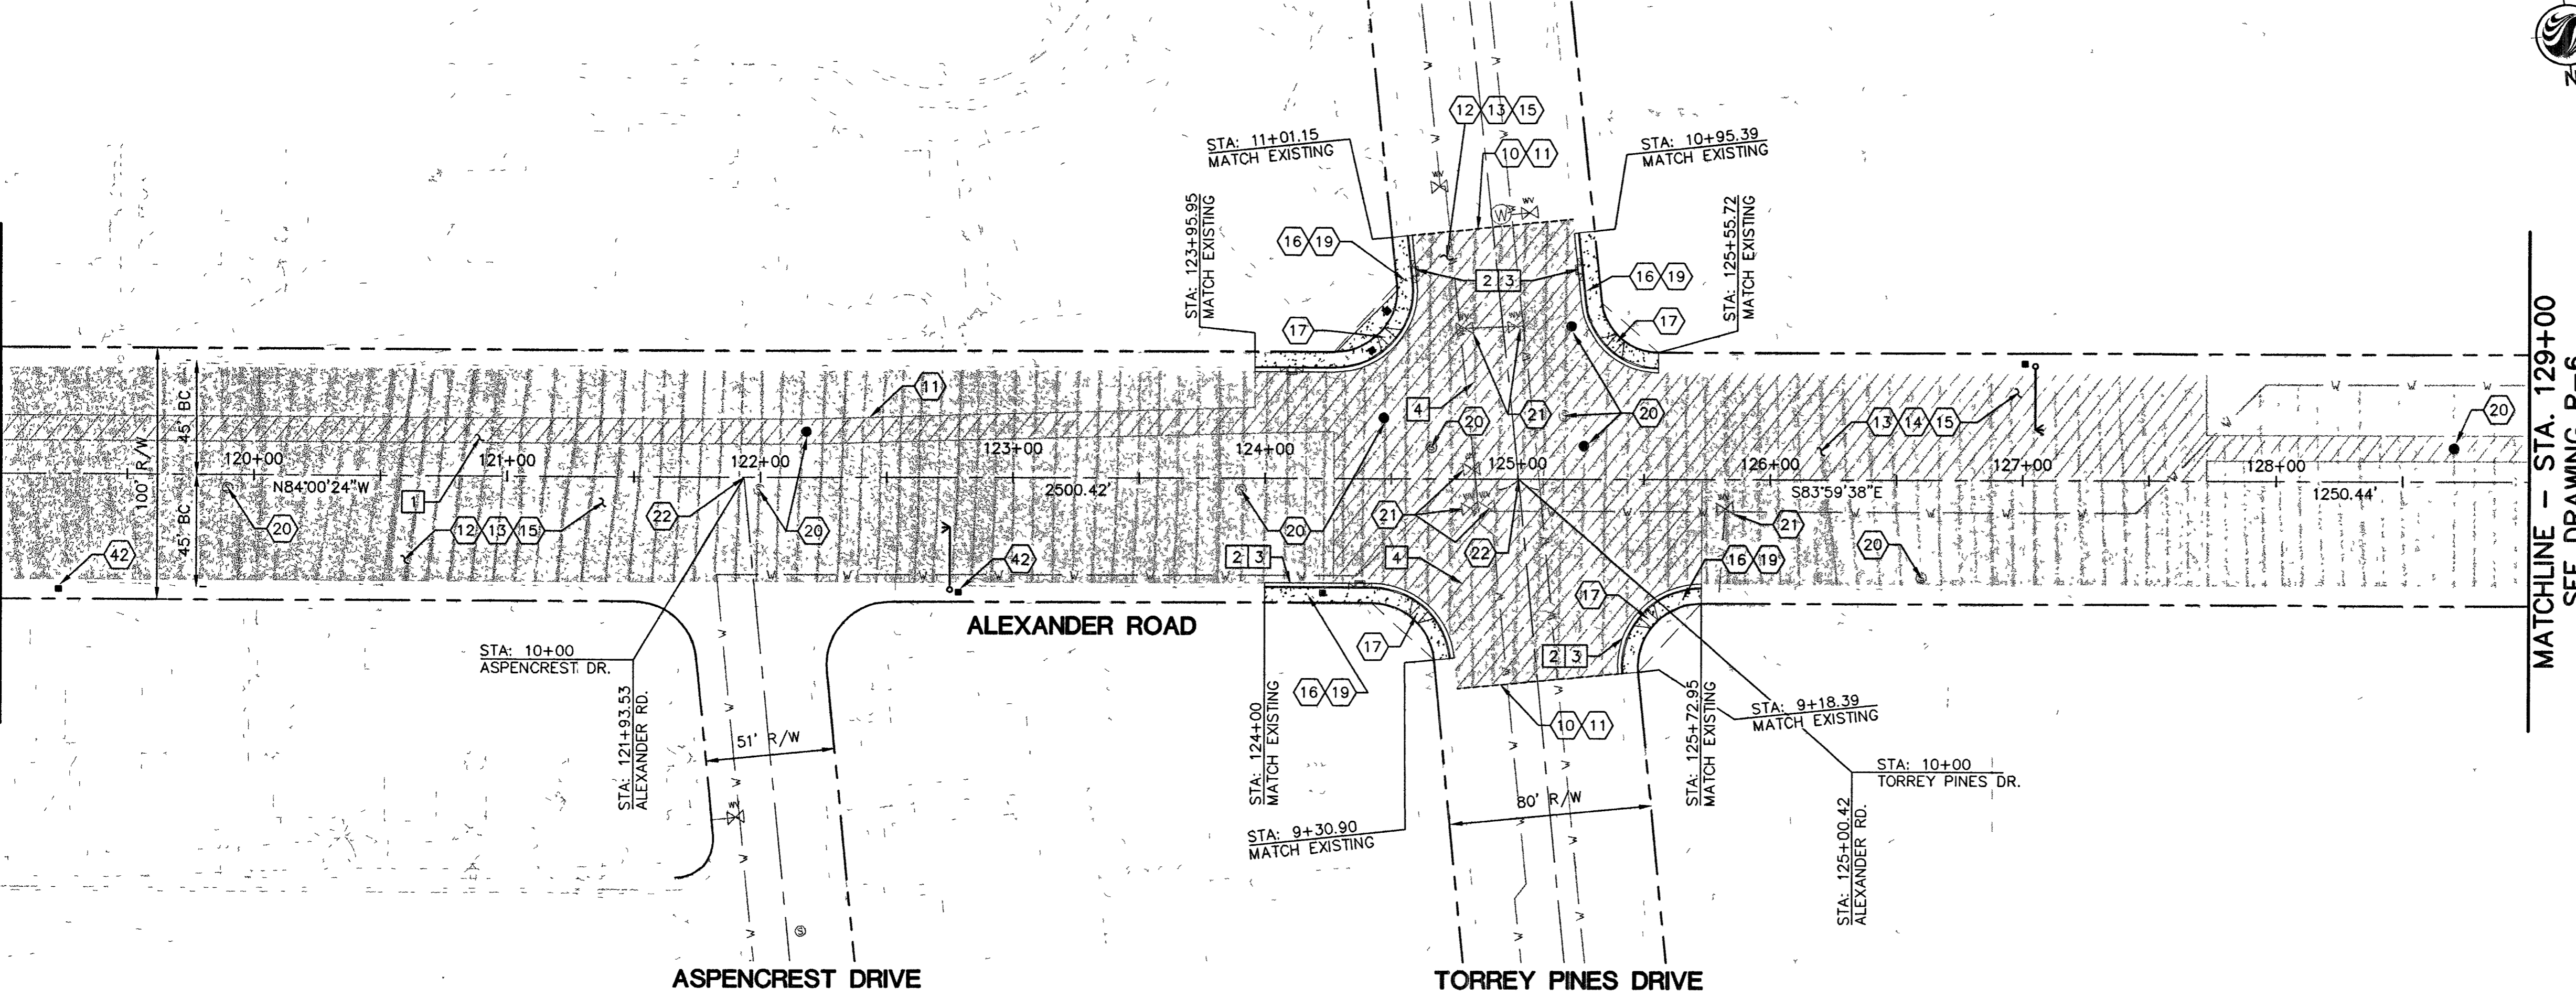 12 13 15
10 11
STA: 11+01.15
MATCH EXISTING
STA: 10+95.39
MATCH EXISTING
STA: 123+95.95
MATCH EXISTING
STA: 125+55.72
MATCH EXISTING
16 19
2 3
16 19
17
17
11
4
20
21
20
13 14 15
20
45' BC
100' R/W
45' BC
120+00
121+00
122+00
123+00
124+00
125+00
126+00
127+00
128+00
N84°00'24"W
2500.42'
S83°59'38"E
1250.44'
1
22
20
12 13 15
20
42
42
20
2 3
21
22
4
21
20
16 19
17
17
2 3
16 19
10 11
ALEXANDER ROAD
STA: 10+00
ASPENCREST DR.
STA: 121+93.53
ALEXANDER RD.
51' R/W
STA: 124+00
MATCH EXISTING
STA: 9+30.90
MATCH EXISTING
80' R/W
STA: 125+72.95
MATCH EXISTING
STA: 9+18.39
MATCH EXISTING
STA: 10+00
TORREY PINES DR.
STA: 125+00.42
ALEXANDER RD.
MATCHLINE - STA. 129+00
SEE DRAWING R-6
ASPENCREST DRIVE
TORREY PINES DRIVE